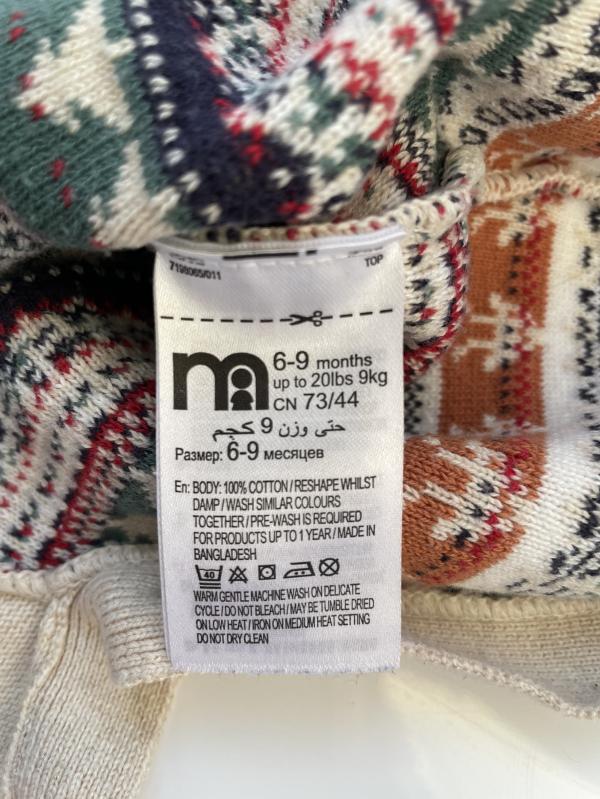 7198065/011
TOP
m
6-9 months
up to 20lbs 9kg
CN 73/44
حتى وزن 9 كجم
Размер: 6-9 месяцев
En: BODY: 100% COTTON / RESHAPE WHILST
DAMP / WASH SIMILAR COLOURS
TOGETHER / PRE-WASH IS REQUIRED
FOR PRODUCTS UP TO 1 YEAR / MADE IN
BANGLADESH
40
WARM GENTLE MACHINE WASH ON DELICATE
CYCLE / DO NOT BLEACH / MAY BE TUMBLE DRIED
ON LOW HEAT / IRON ON MEDIUM HEAT SETTING
DO NOT DRY CLEAN